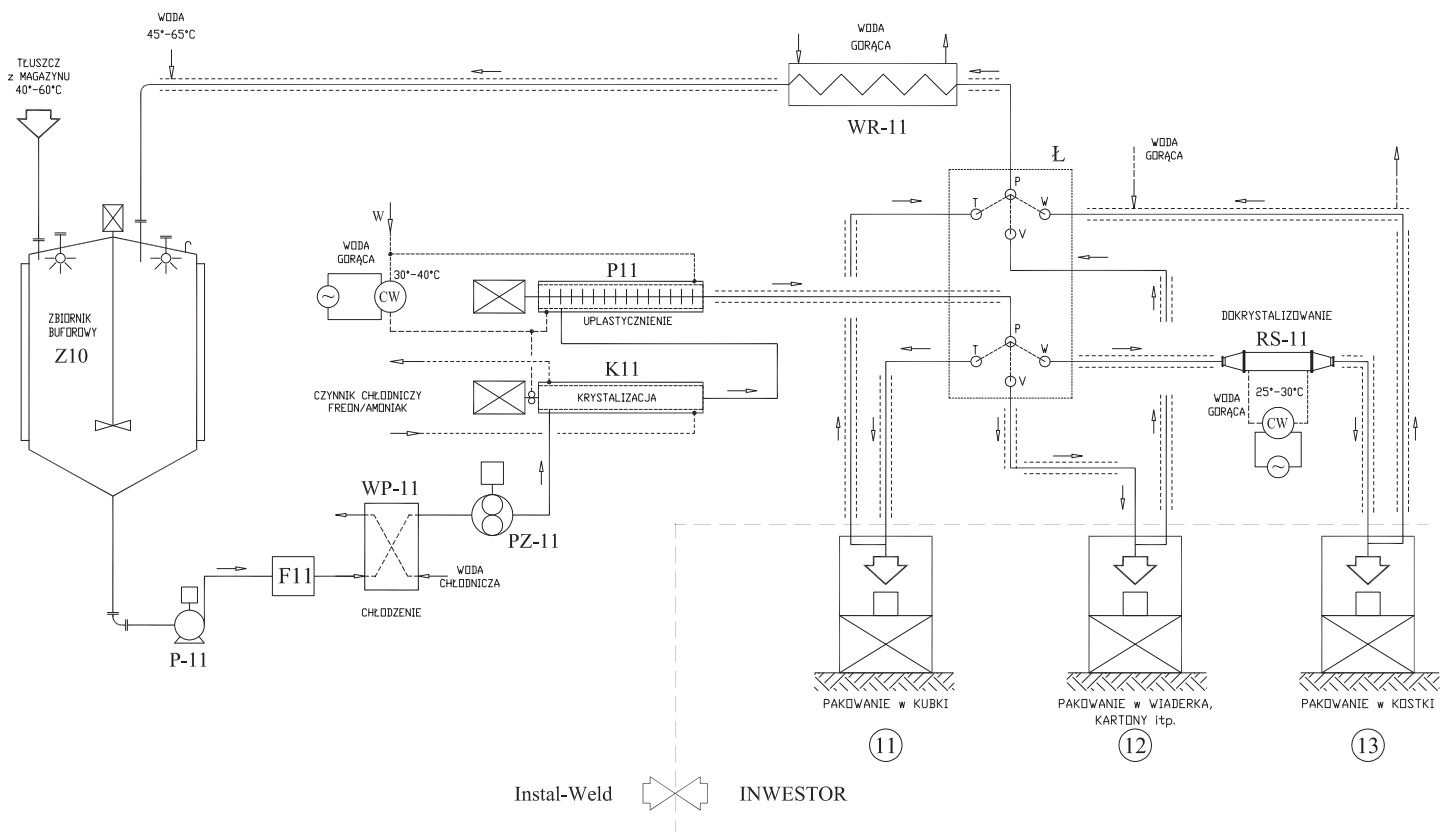 WODA
45°-65°C
TŁUSZCZ
z MAGAZYNU
40°-60°C
WODA
GORĄCA
WR-11
Ł
WODA
GORĄCA
P
T
W
V
W
WODA
GORĄCA
30°-40°C
CW
~
P11
UPLASTYCZNIENIE
ZBIORNIK
BUFOROWY
Z10
K11
KRYSTALIZACJA
CZYNNIK CHŁODNICZY
FREON/AMONIAK
P
T
W
V
DOKRYSTALIZOWANIE
RS-11
25°-30°C
WODA
GORĄCA
CW
~
WP-11
PZ-11
F11
WODA
CHŁODNICZA
CHŁODZENIE
P-11
PAKOWANIE w KUBKI
11
PAKOWANIE w WIADERKA,
KARTONY itp.
12
PAKOWANIE w KOSTKI
13
Instal-Weld
INWESTOR